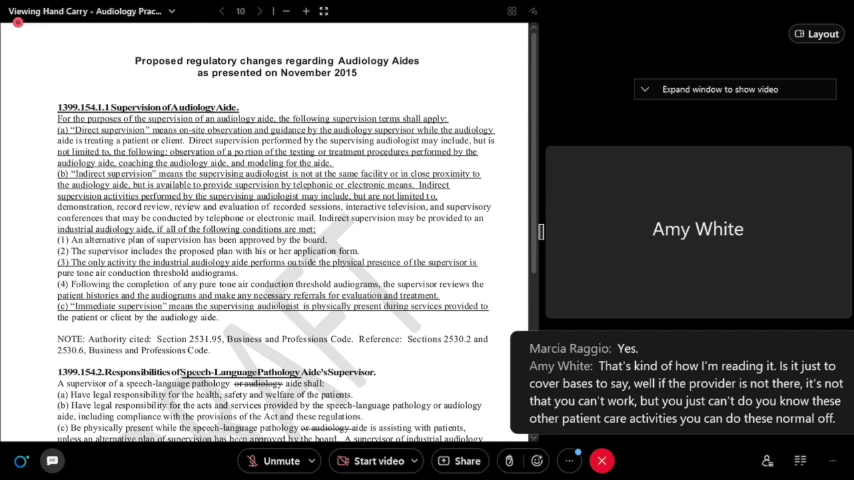 Viewing Hand Carry - Audiology Prac...
10
Layout
Proposed regulatory changes regarding Audiology Aides
as presented on November 2015
Expand window to show video
1399.154.1.1 Supervision of Audiology Aide.
For the purposes of the supervision of an audiology aide, the following supervision terms shall apply:
(a) "Direct supervision" means on-site observation and guidance by the audiology supervisor while the audiology
aide is treating a patient or client. Direct supervision performed by the supervising audiologist may include, but is
not limited to, the following: observation of a portion of the testing or treatment procedures performed by the
audiology aide, coaching the audiology aide, and modeling for the aide.
(b) "Indirect supervision" means the supervising audiologist is not at the same facility or in close proximity to
the audiology aide, but is available to provide supervision by telephonic or electronic means. Indirect
supervision activities performed by the supervising audiologist may include, but are not limited to,
demonstration, record review, review and evaluation of recorded sessions, interactive television, and supervisory
conferences that may be conducted by telephone or electronic mail. Indirect supervision may be provided to an
industrial audiology aide, if all of the following conditions are met:
(1) An alternative plan of supervision has been approved by the board.
(2) The supervisor includes the proposed plan with his or her application form.
(3) The only activity the industrial audiology aide performs outside the physical presence of the supervisor is
pure tone air conduction threshold audiograms.
(4) Following the completion of any pure tone air conduction threshold audiograms, the supervisor reviews the
patient histories and the audiograms and make any necessary referrals for evaluation and treatment.
(c) "Immediate supervision" means the supervising audiologist is physically present during services provided to
the patient or client by the audiology aide.
NOTE: Authority cited: Section 2531.95, Business and Professions Code. Reference: Sections 2530.2 and
2530.6, Business and Professions Code.
1399.154.2. Responsibilities of Speech-Language Pathology Aide's Supervisor.
A supervisor of a speech-language pathology or audiology aide shall:
(a) Have legal responsibility for the health, safety and welfare of the patients.
(b) Have legal responsibility for the acts and services provided by the speech-language pathology or audiology
aide, including compliance with the provisions of the Act and these regulations.
(c) Be physically present while the speech-language pathology or audiology aide is assisting with patients,
unless an alternative plan of supervision has been approved by the board. A supervisor of industrial audiology
DRAFT
Amy White
Marcia Raggio: Yes.
Amy White: That's kind of how I'm reading it. Is it just to
cover bases to say, well if the provider is not there, it's not
that you can't work, but you just can't do you know these
other patient care activities you can do these normal off.
Unmute
Start video
Share